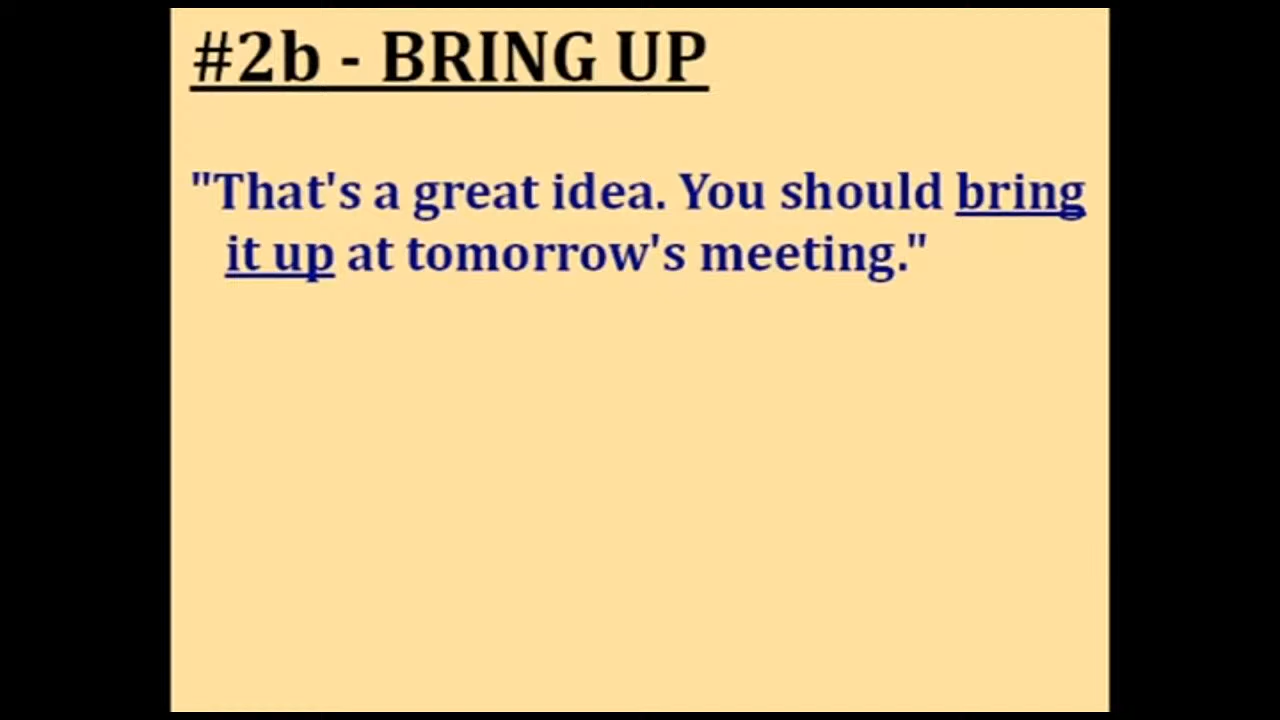 #2b - BRING UP
"That's a great idea. You should bring
it up at tomorrow's meeting."